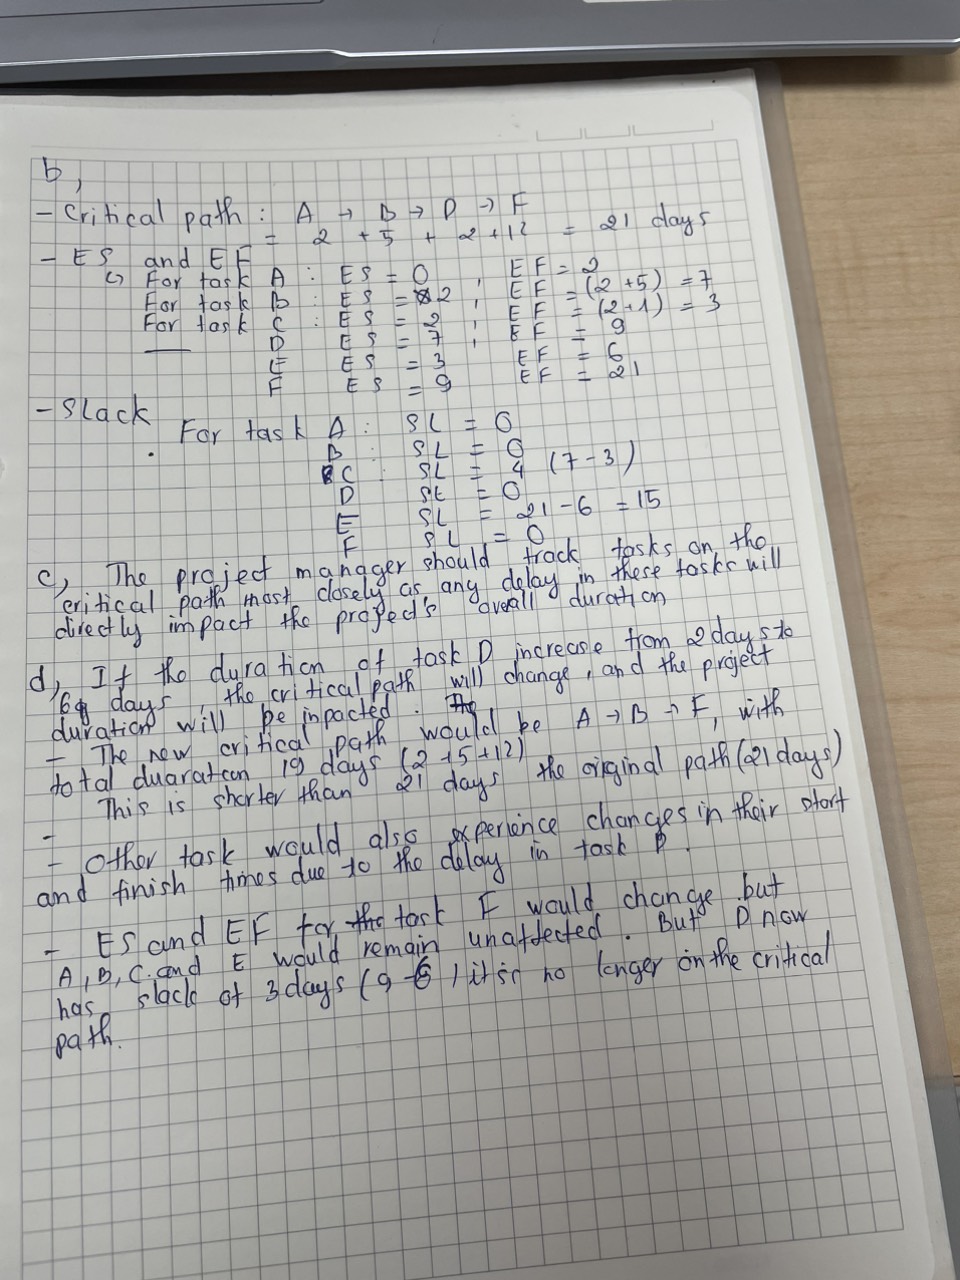 b,
- Critical path : A → B → D → F
= 2 + 5 + 2 + 12 = 21 days
- ES and EF
↳ For task A : ES = 0 , EF = 2
For task B : ES = 2 , EF = (2 + 5) = 7
For task C : ES = 2 , EF = (2+1) = 3
D ES = 7 , EF = 9
E ES = 3 EF = 6
F ES = 9 EF = 21
- Slack
. For task A : SL = 0
B : SL = 0
C : SL = 4 (7-3)
D SL = 0
E SL = 21 - 6 = 15
F SL = 0
c, The project manager should track tasks on the
critical path most closely as any delay in these tasks will
directly impact the project's overall duration
d, If the duration of task D increase from 2 days to
days , the critical path will change, and the project
duration will be inpacted.
- The new critical path would be A → B → F, with
total duaration 19 days (2 + 5 + 12)
- This is shorter than 21 days the original path (21 days)
- Other task would also experience changes in their start
and finish times due to the delay in task
- ES and EF for the task F would change but
A, B, C and E would remain unaffected. But D now
has slack of 3 days (9 - 6) it is no longer on the critical
path.